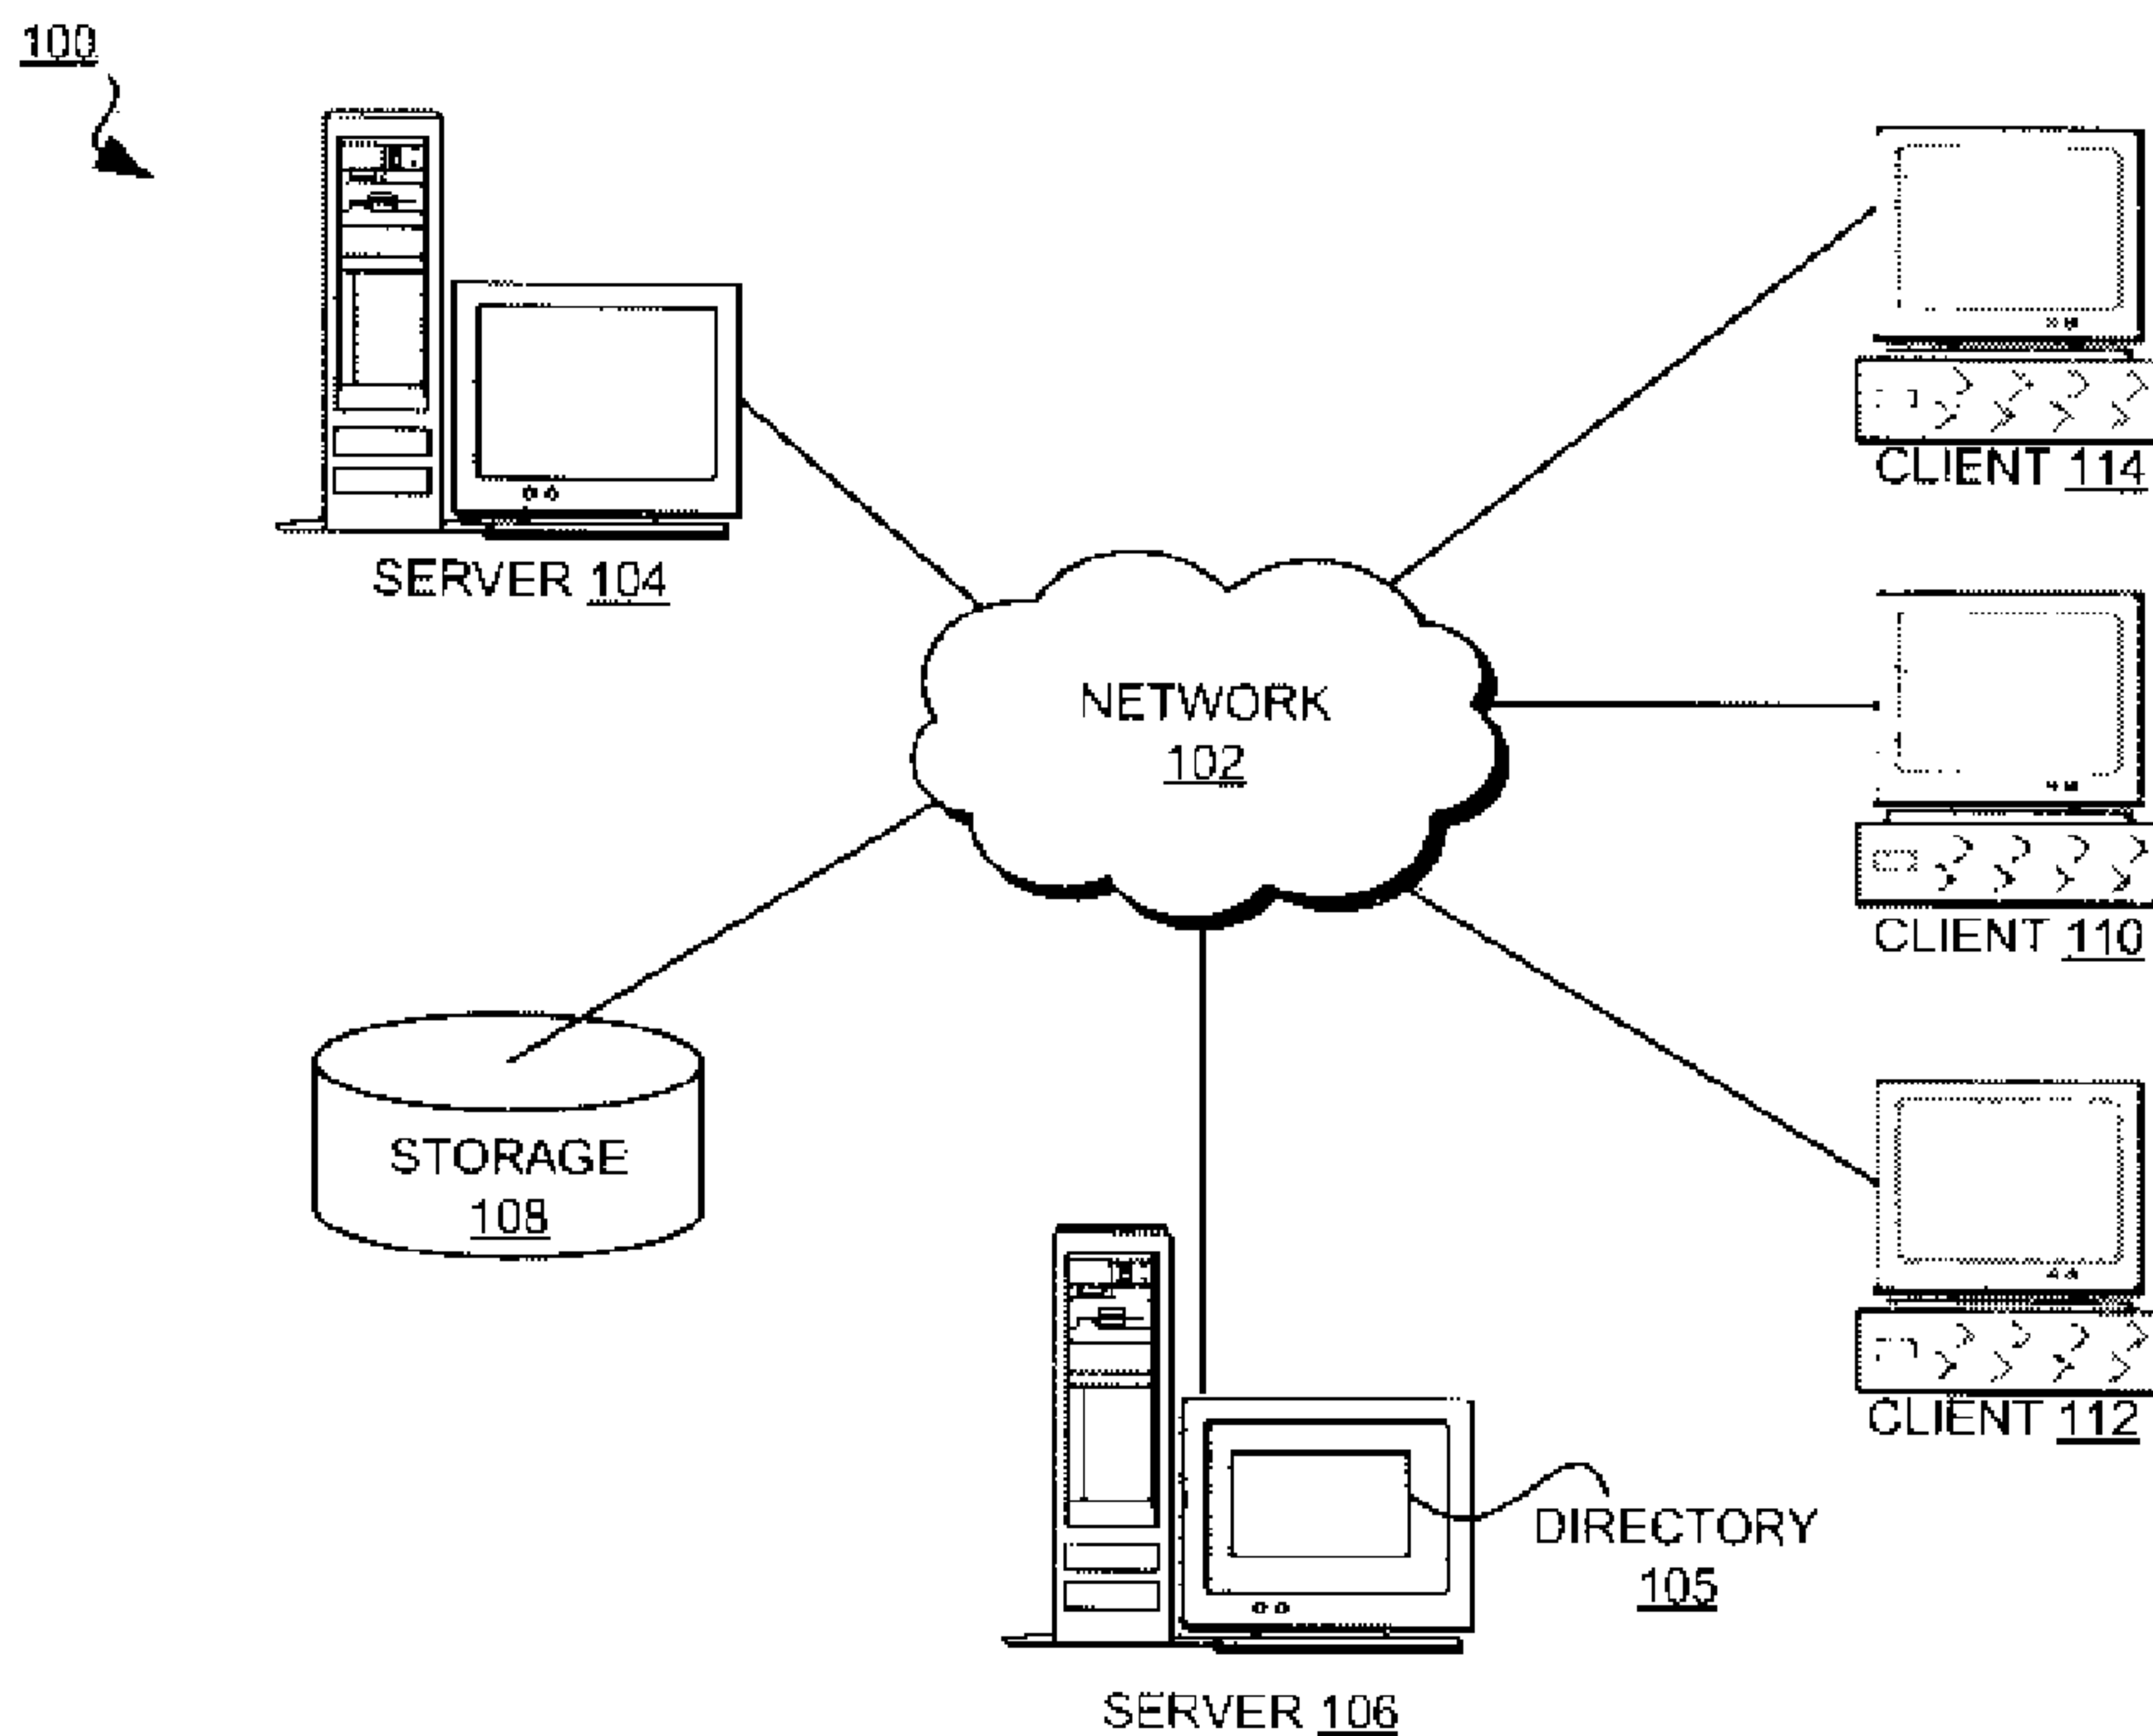 100
CLIENT 114
SERVER 104
NETWORK
102
CLIENT 110
STORAGE
108
CLIENT 112
DIRECTORY
105
SERVER 106